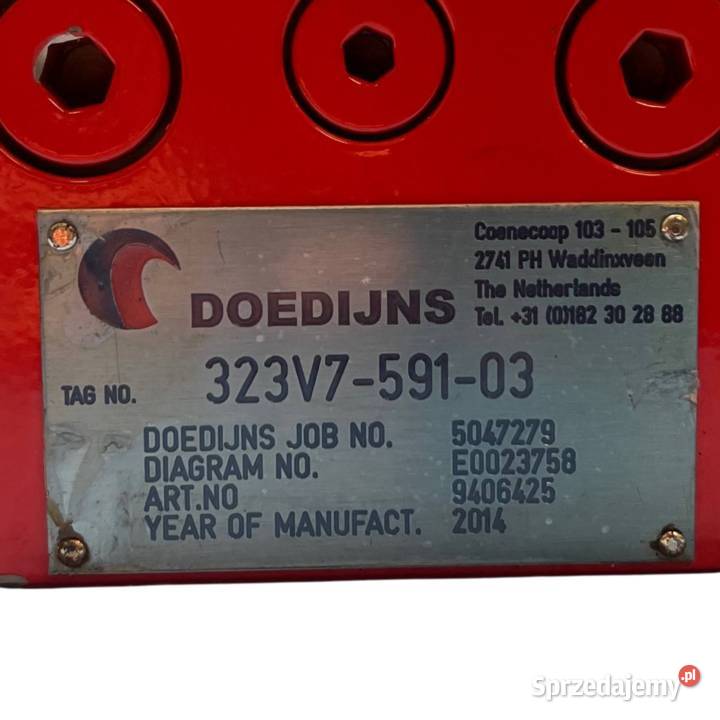 Coenecoop 103 - 105
2741 PH Waddinxveen
The Netherlands
Tel. +31 (0)182 30 28 88
DOEDIJNS
TAG NO. 323V7-591-03
DOEDIJNS JOB NO. 5047279
DIAGRAM NO. E0023758
ART.NO 9406425
YEAR OF MANUFACT. 2014
Sprzedajemy.pl